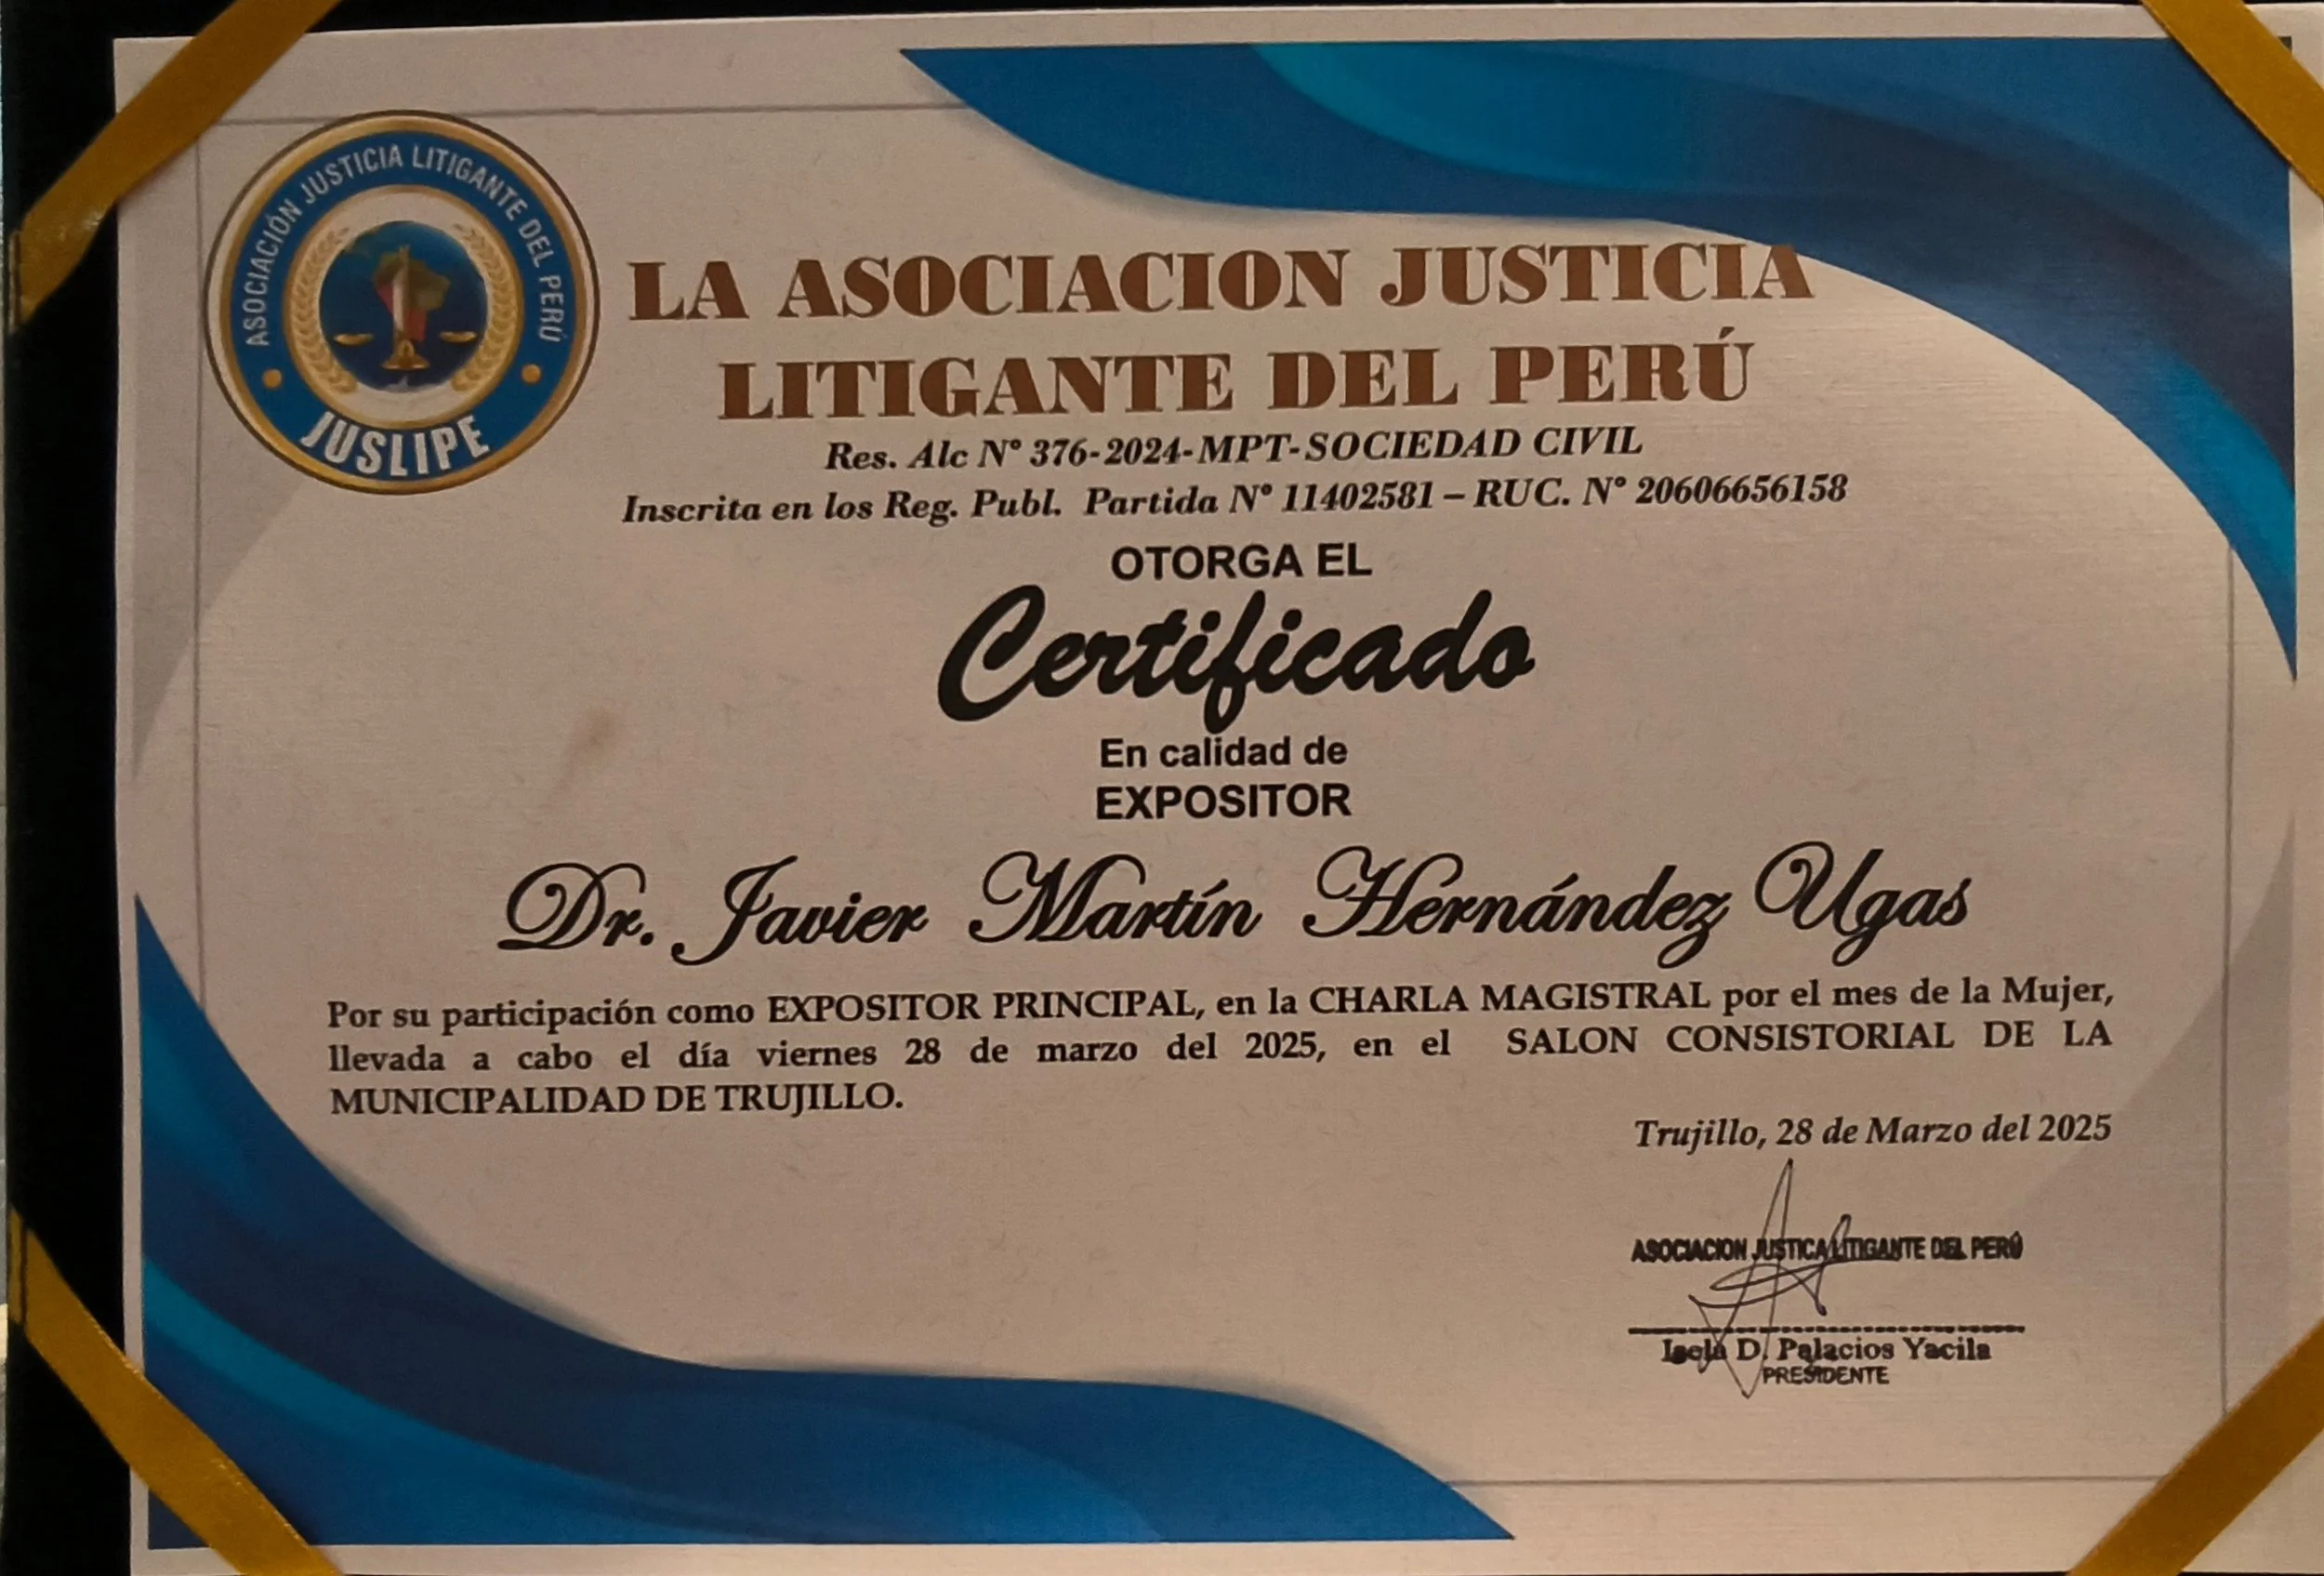 ASOCIACIÓN JUSTICIA LITIGANTE DEL PERÚ
JUSLIPE
LA ASOCIACION JUSTICIA
LITIGANTE DEL PERÚ
Res. Alc N° 376-2024-MPT-SOCIEDAD CIVIL
Inscrita en los Reg. Publ. Partida N° 11402581 – RUC. N° 20606656158
OTORGA EL
Certificado
En calidad de
EXPOSITOR
Dr. Javier Martín Hernández Ugas
Por su participación como EXPOSITOR PRINCIPAL, en la CHARLA MAGISTRAL por el mes de la Mujer,
llevada a cabo el día viernes 28 de marzo del 2025, en el SALON CONSISTORIAL DE LA
MUNICIPALIDAD DE TRUJILLO.
Trujillo, 28 de Marzo del 2025
ASOCIACION JUSTICA LITIGANTE DEL PERÚ
D. Palacios Yacila
PRESIDENTE